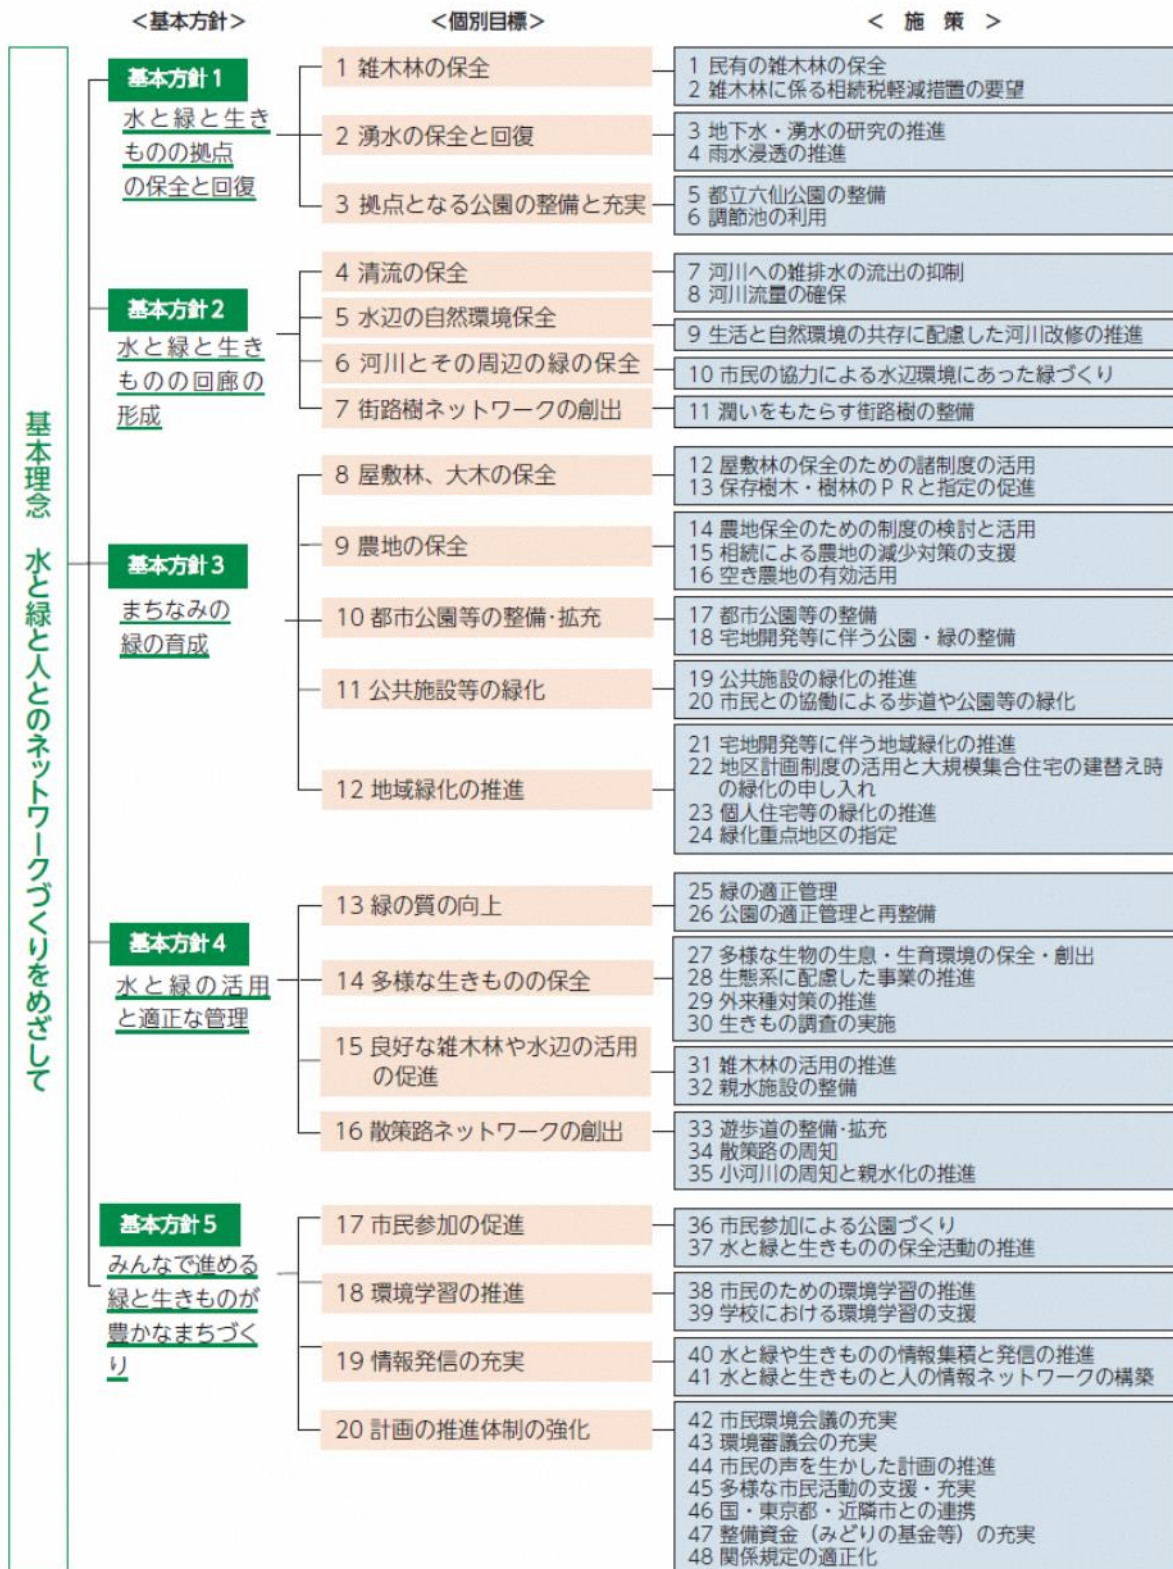 ＜基本方針＞
＜個別目標＞
＜ 施 策 ＞
基本理念 水と緑と人とのネットワークづくりをめざして
基本方針1
水と緑と生き
ものの拠点
の保全と回復
1 雑木林の保全
1 民有の雑木林の保全
2 雑木林に係る相続税軽減措置の要望
2 湧水の保全と回復
3 地下水・湧水の研究の推進
4 雨水浸透の推進
3 拠点となる公園の整備と充実
5 都立六仙公園の整備
6 調節池の利用
基本方針2
水と緑と生き
ものの回廊の
形成
4 清流の保全
7 河川への雑排水の流出の抑制
8 河川流量の確保
5 水辺の自然環境保全
9 生活と自然環境の共存に配慮した河川改修の推進
6 河川とその周辺の緑の保全
10 市民の協力による水辺環境にあった緑づくり
7 街路樹ネットワークの創出
11 潤いをもたらす街路樹の整備
基本方針3
まちなみの
緑の育成
8 屋敷林、大木の保全
12 屋敷林の保全のための諸制度の活用
13 保存樹木・樹林のＰＲと指定の促進
9 農地の保全
14 農地保全のための制度の検討と活用
15 相続による農地の減少対策の支援
16 空き農地の有効活用
10 都市公園等の整備･拡充
17 都市公園等の整備
18 宅地開発等に伴う公園・緑の整備
11 公共施設等の緑化
19 公共施設の緑化の推進
20 市民との協働による歩道や公園等の緑化
12 地域緑化の推進
21 宅地開発等に伴う地域緑化の推進
22 地区計画制度の活用と大規模集合住宅の建替え時
の緑化の申し入れ
23 個人住宅等の緑化の推進
24 緑化重点地区の指定
基本方針4
水と緑の活用
と適正な管理
13 緑の質の向上
25 緑の適正管理
26 公園の適正管理と再整備
14 多様な生きものの保全
27 多様な生物の生息・生育環境の保全・創出
28 生態系に配慮した事業の推進
29 外来種対策の推進
30 生きもの調査の実施
15 良好な雑木林や水辺の活用
の促進
31 雑木林の活用の推進
32 親水施設の整備
16 散策路ネットワークの創出
33 遊歩道の整備･拡充
34 散策路の周知
35 小河川の周知と親水化の推進
基本方針5
みんなで進める
緑と生きものが
豊かなまちづく
り
17 市民参加の促進
36 市民参加による公園づくり
37 水と緑と生きものの保全活動の推進
18 環境学習の推進
38 市民のための環境学習の推進
39 学校における環境学習の支援
19 情報発信の充実
40 水と緑や生きものの情報集積と発信の推進
41 水と緑と生きものと人の情報ネットワークの構築
20 計画の推進体制の強化
42 市民環境会議の充実
43 環境審議会の充実
44 市民の声を生かした計画の推進
45 多様な市民活動の支援・充実
46 国・東京都・近隣市との連携
47 整備資金（みどりの基金等）の充実
48 関係規定の適正化